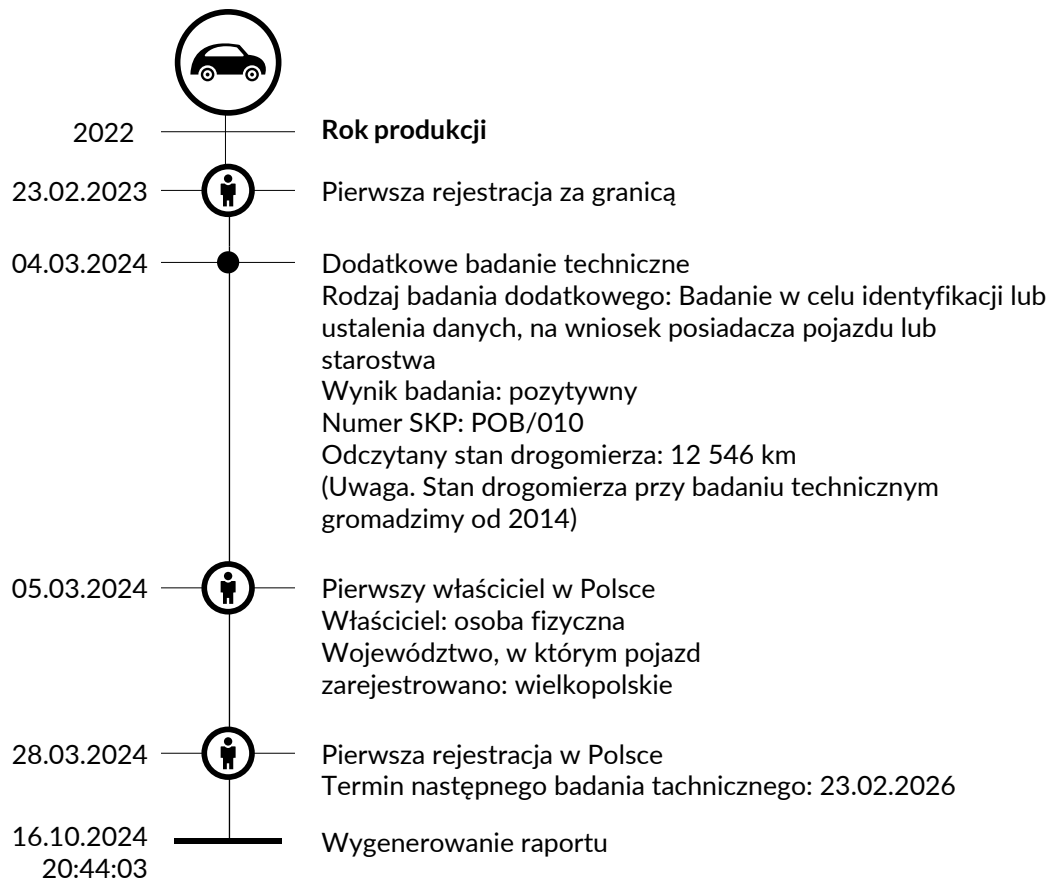 2022 Rok produkcji
23.02.2023 Pierwsza rejestracja za granicą
04.03.2024 Dodatkowe badanie techniczne
Rodzaj badania dodatkowego: Badanie w celu identyfikacji lub
ustalenia danych, na wniosek posiadacza pojazdu lub
starostwa
Wynik badania: pozytywny
Numer SKP: POB/010
Odczytany stan drogomierza: 12 546 km
(Uwaga. Stan drogomierza przy badaniu technicznym
gromadzimy od 2014)
05.03.2024 Pierwszy właściciel w Polsce
Właściciel: osoba fizyczna
Województwo, w którym pojazd
zarejestrowano: wielkopolskie
28.03.2024 Pierwsza rejestracja w Polsce
Termin następnego badania tachnicznego: 23.02.2026
16.10.2024 Wygenerowanie raportu
20:44:03